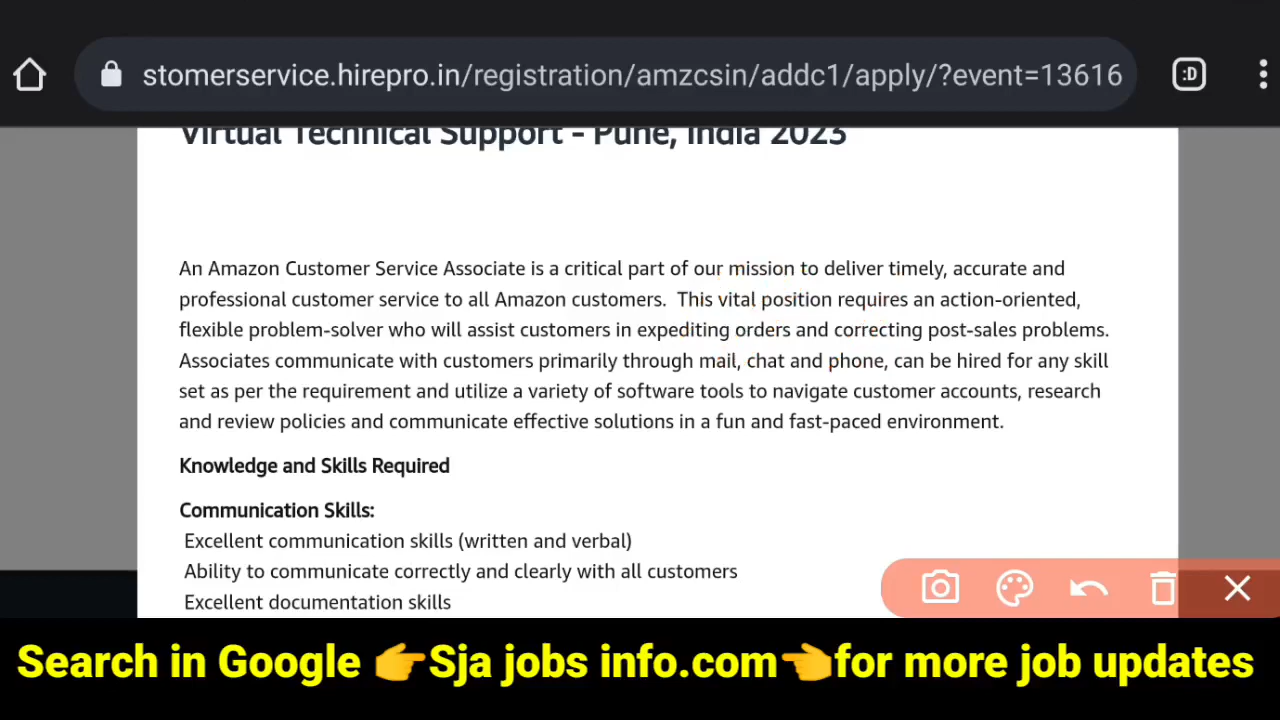 stomerservice.hirepro.in/registration/amzcsin/addc1/apply/?event=13616
:D
Virtual Technical Support - Pune, India 2023
An Amazon Customer Service Associate is a critical part of our mission to deliver timely, accurate and
professional customer service to all Amazon customers. This vital position requires an action-oriented,
flexible problem-solver who will assist customers in expediting orders and correcting post-sales problems.
Associates communicate with customers primarily through mail, chat and phone, can be hired for any skill
set as per the requirement and utilize a variety of software tools to navigate customer accounts, research
and review policies and communicate effective solutions in a fun and fast-paced environment.
Knowledge and Skills Required
Communication Skills:
Excellent communication skills (written and verbal)
Ability to communicate correctly and clearly with all customers
Excellent documentation skills
Search in Google 👉Sja jobs info.com👈for more job updates